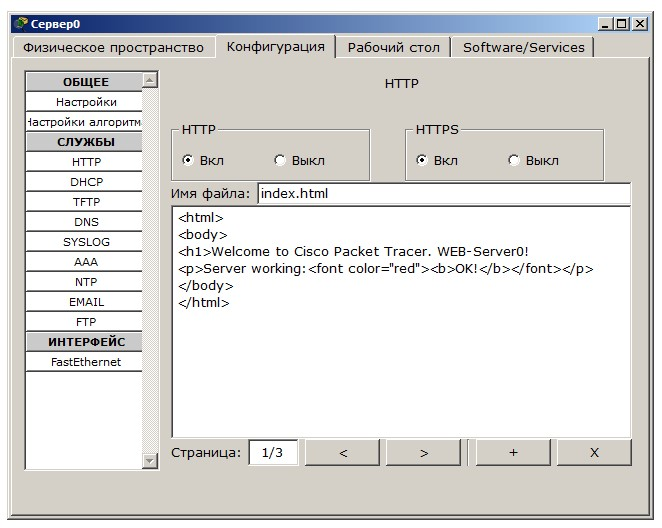 Сервер0
Физическое пространство Конфигурация Рабочий стол Software/Services
ОБЩЕЕ
Настройки
Настройки алгоритм
СЛУЖБЫ
HTTP
DHCP
TFTP
DNS
SYSLOG
AAA
NTP
EMAIL
FTP
ИНТЕРФЕЙС
FastEthernet
HTTP
HTTP
Вкл Выкл
HTTPS
Вкл Выкл
Имя файла: index.html
<html>
<body>
<h1>Welcome to Cisco Packet Tracer. WEB-Server0!
<p>Server working:<font color="red"><b>OK!</b></font></p>
</body>
</html>
Страница: 1/3 < > + X